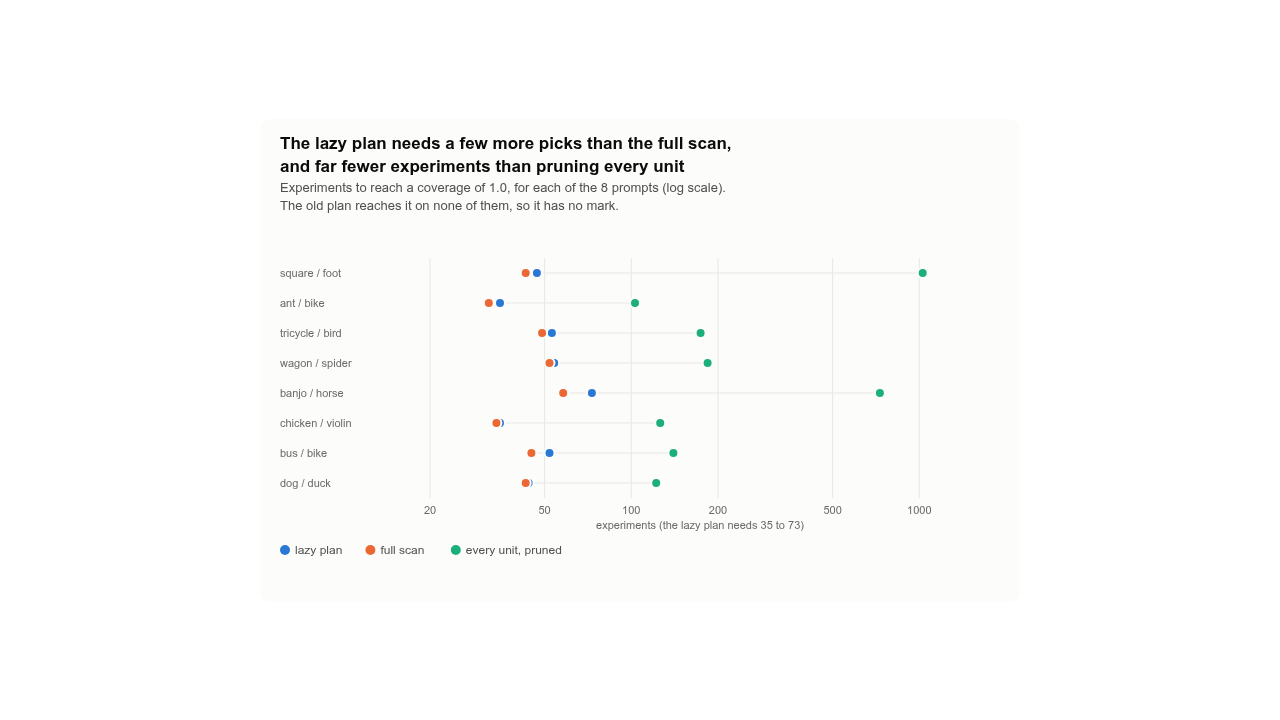 The lazy plan needs a few more picks than the full scan,
and far fewer experiments than pruning every unit
Experiments to reach a coverage of 1.0, for each of the 8 prompts (log scale).
The old plan reaches it on none of them, so it has no mark.
square / foot
ant / bike
tricycle / bird
wagon / spider
banjo / horse
chicken / violin
bus / bike
dog / duck
20 50 100 200 500 1000
experiments (the lazy plan needs 35 to 73)
lazy plan full scan every unit, pruned